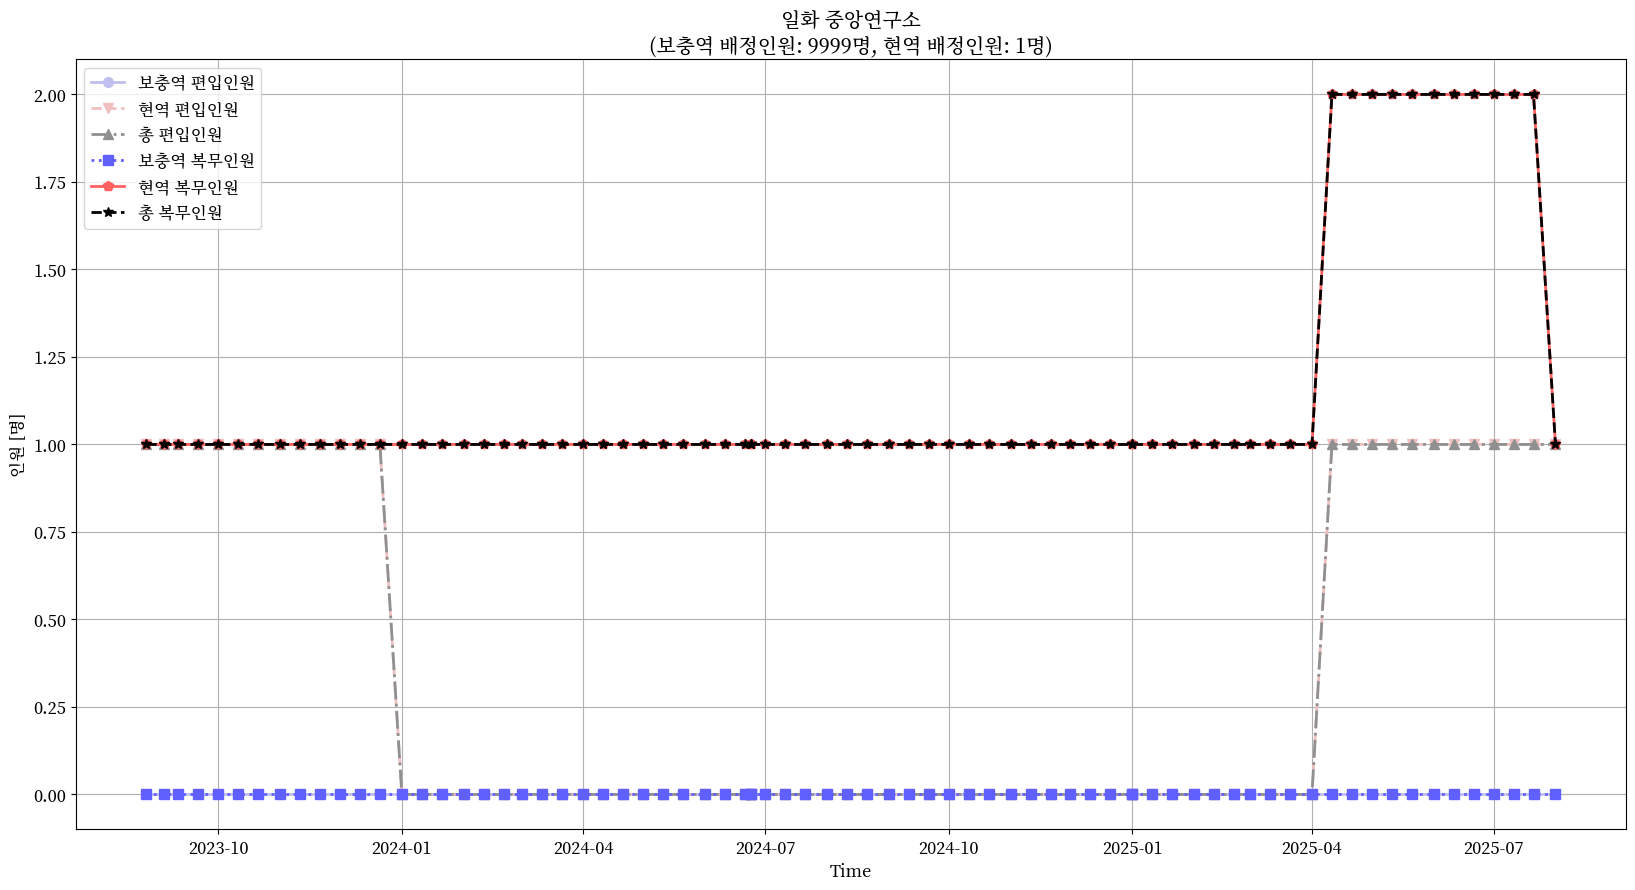 일화 중앙연구소
(보충역 배정인원: 9999명, 현역 배정인원: 1명)
보충역 편입인원
현역 편입인원
총 편입인원
보충역 복무인원
현역 복무인원
총 복무인원
2.00
1.75
1.50
1.25
1.00
0.75
0.50
0.25
0.00
인원 [명]
2023-10
2024-01
2024-04
2024-07
2024-10
2025-01
2025-04
2025-07
Time